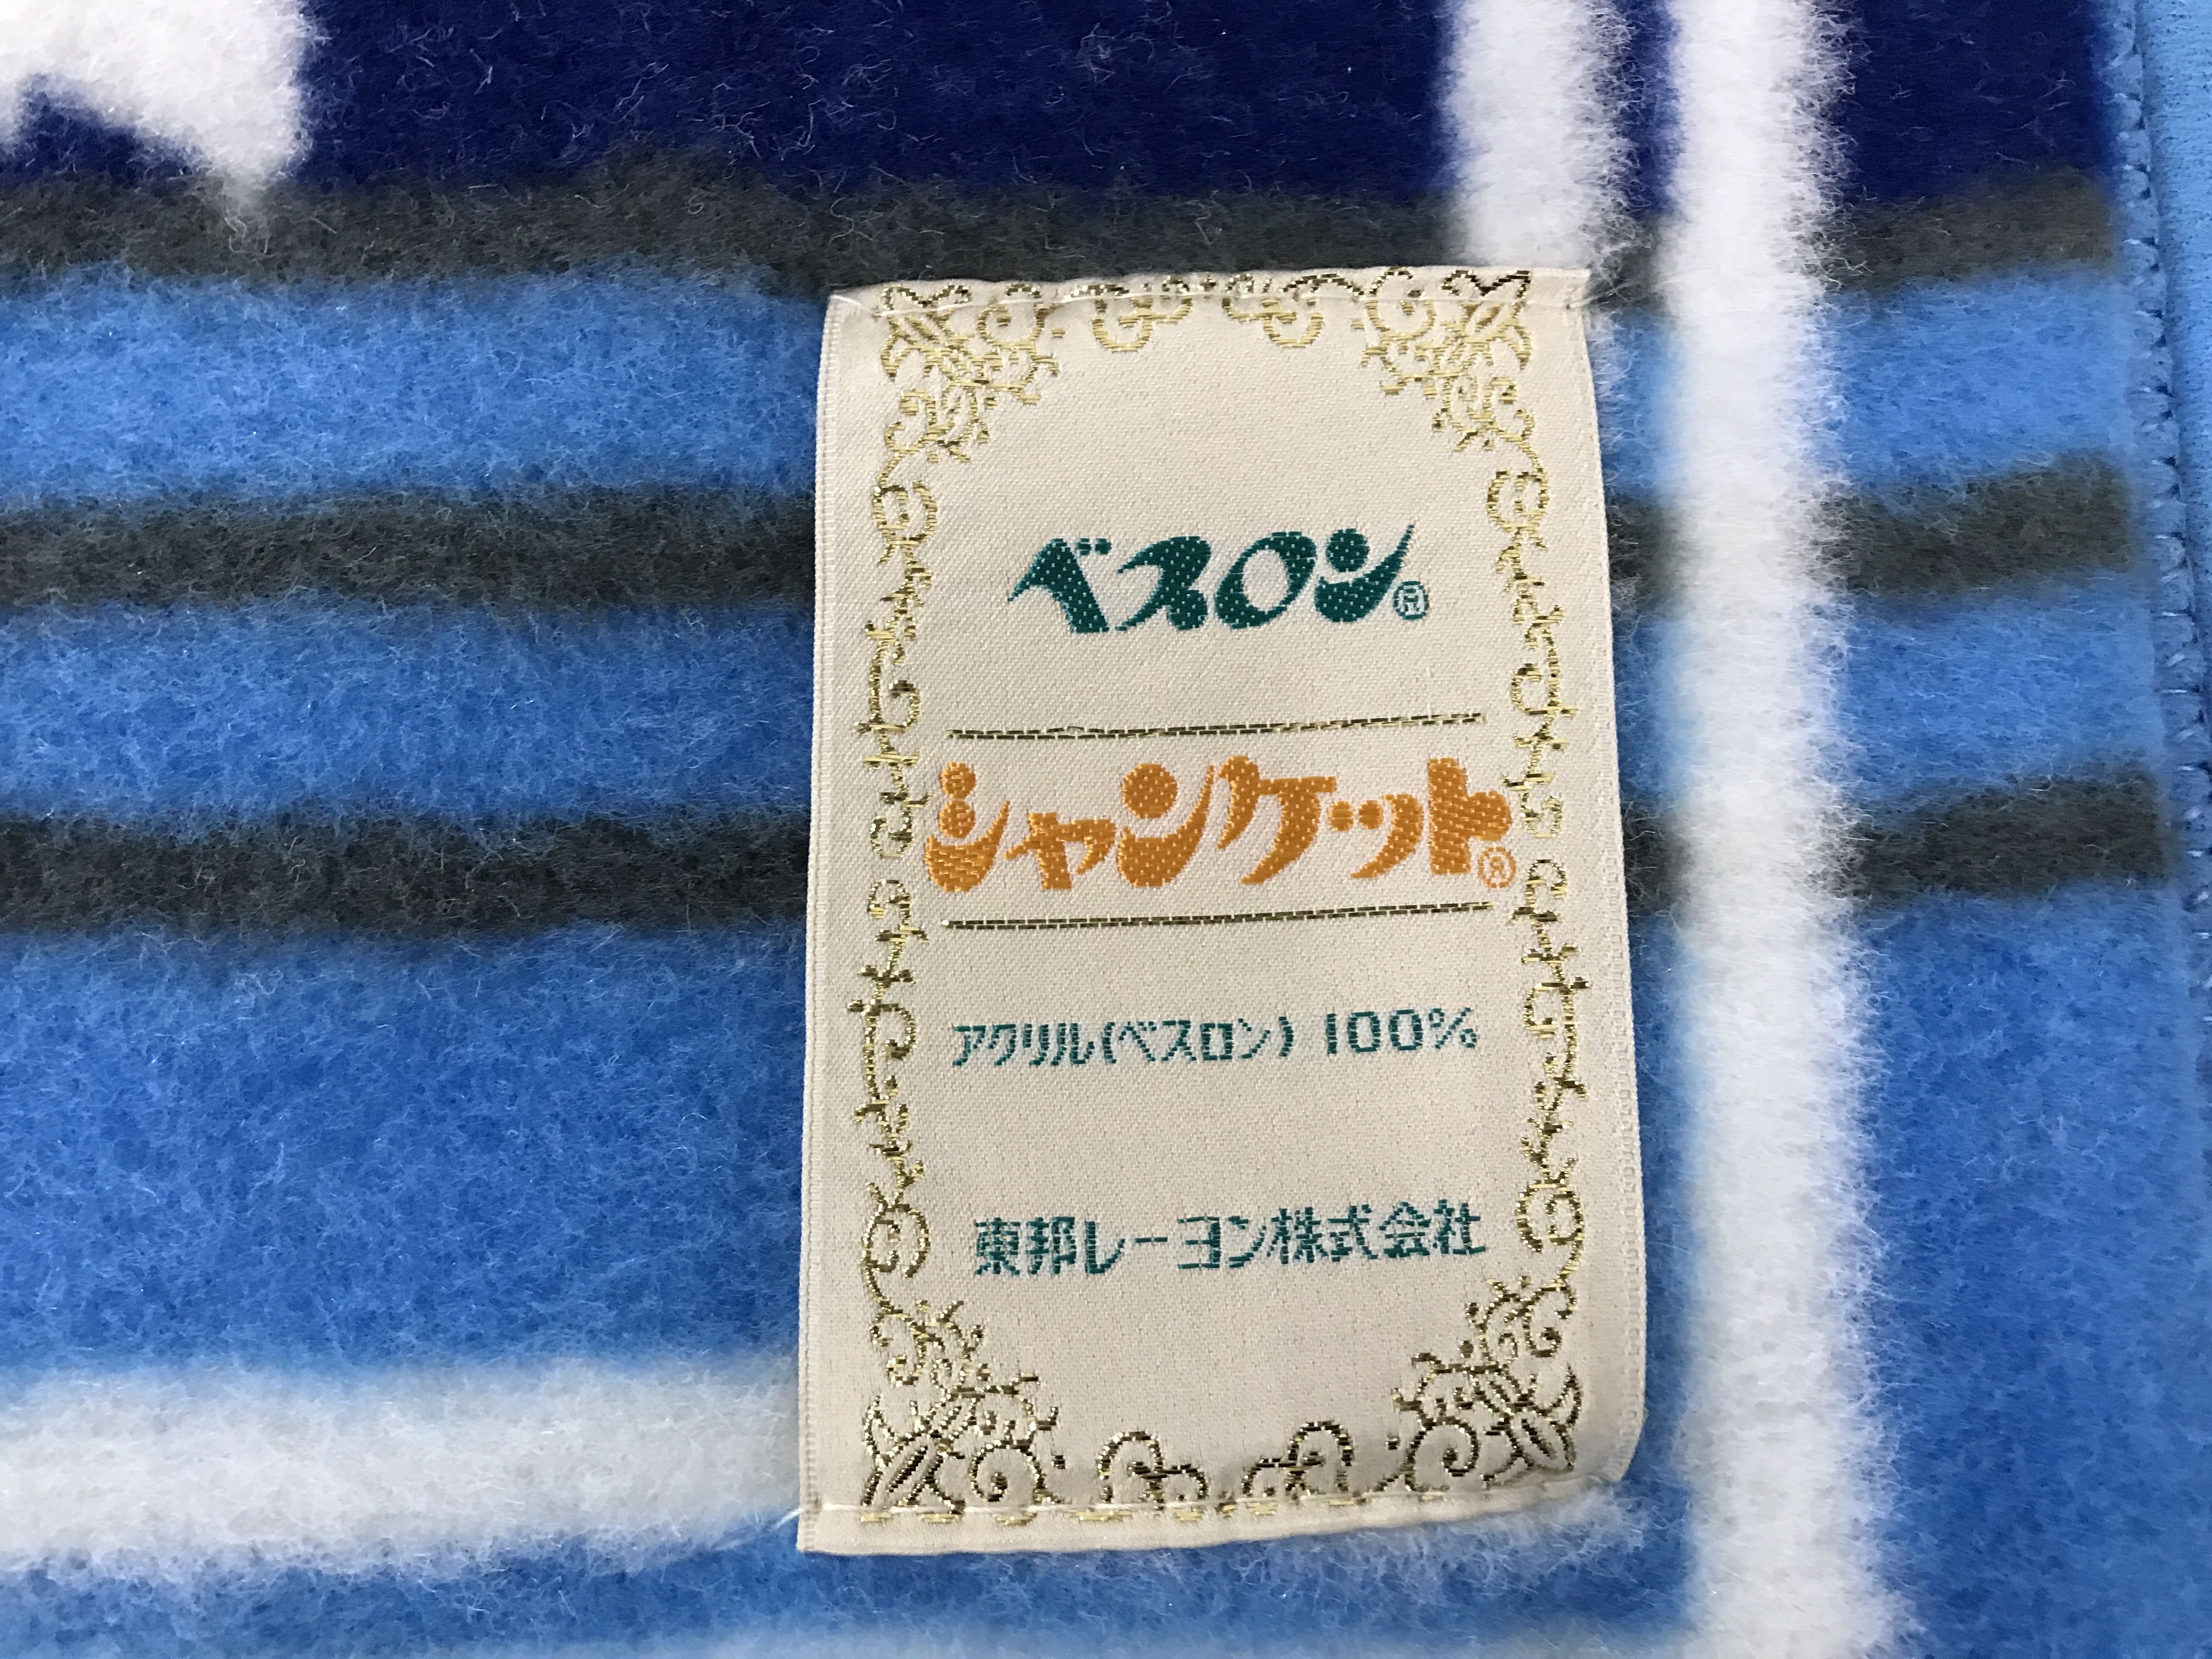 ベスロン®
シャンケット®
アクリル(ベスロン) 100%
東邦レーヨン株式会社